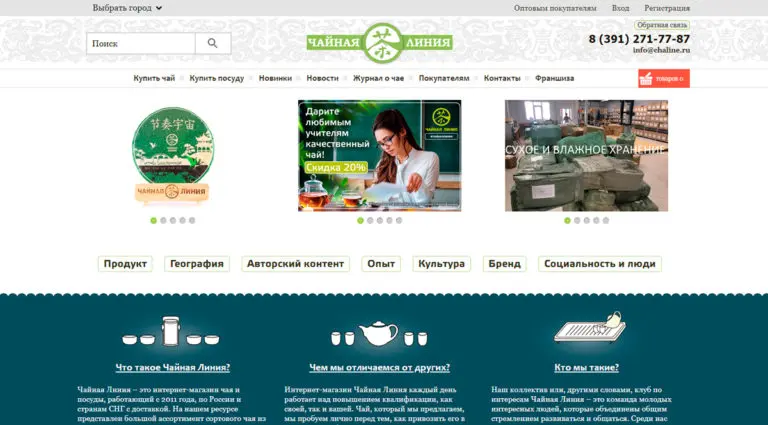 Выбрать город
Оптовым покупателям Вход Регистрация
Поиск
ЧАЙНАЯ 茶 ЛИНИЯ
Обратная связь
8 (391) 271-77-87
info@chaline.ru
Купить чай Купить посуду Новинки Новости Журнал о чае Покупателям Контакты Франшиза
товаров 0
节奏宇宙
ЧАЙНАЯ ЛИНИЯ
Дарите
любимым
учителям
качественный
чай!
Скидка 20%
ЧАЙНАЯ ЛИНИЯ
СУХОЕ И ВЛАЖНОЕ ХРАНЕНИЕ
Продукт География Авторский контент Опыт Культура Бренд Социальность и люди
Что такое Чайная Линия?
Чайная Линия – это интернет-магазин чая и
посуды, работающий с 2011 года, по России и
странам СНГ с доставкой. На нашем ресурсе
представлен большой ассортимент сортового чая из
Чем мы отличаемся от других?
Интернет-магазин Чайная Линия каждый день
работает над повышением квалификации, как
своей, так и вашей. Чай, который мы предлагаем,
мы пробуем лично перед тем, как привозить его в
Кто мы такие?
Наш коллектив или, другими словами, клуб по
интересам Чайная Линия – это команда молодых
интересных людей, которые объединены общим
стремлением развиваться и общаться. Среди нас